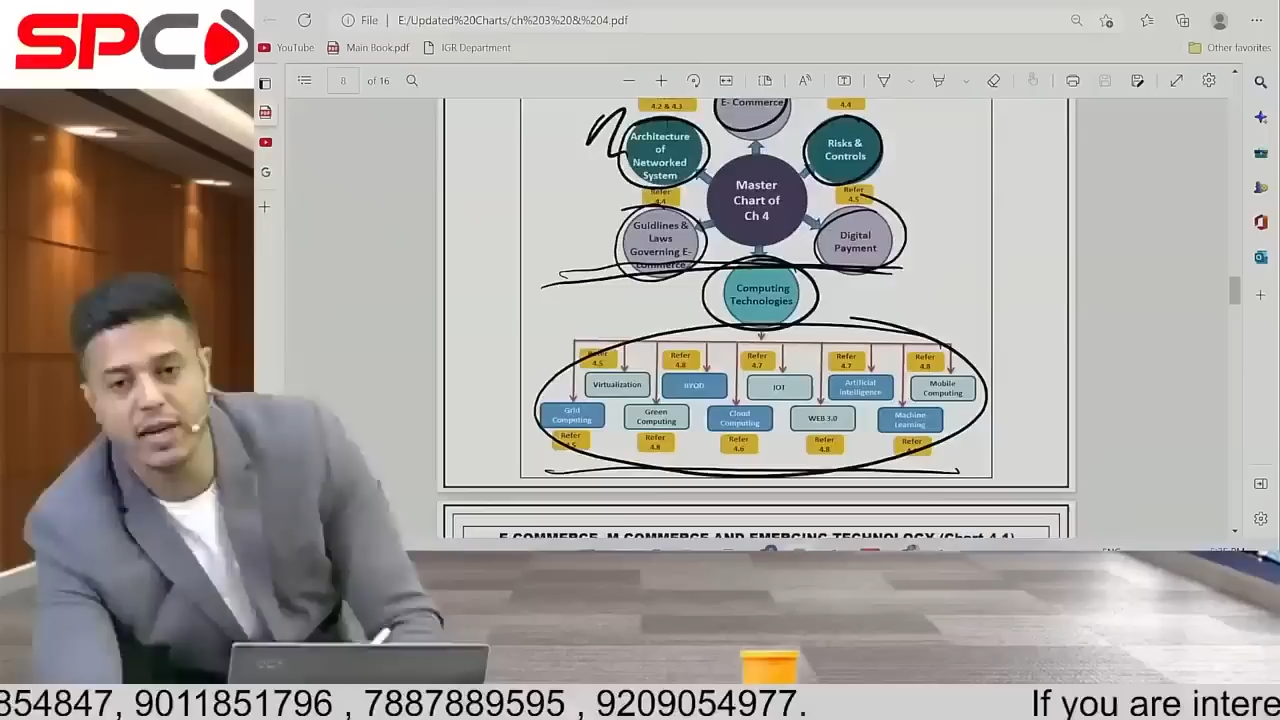 SPC
File
E:/Updated%20Charts/ch%203%20&%204.pdf
YouTube
Main Book.pdf
IGR Department
Other favorites
8
of 16
4.2 & 4.3
E- Commerce
4.4
Architecture
of
Networked
System
Risks &
Controls
Master
Chart of
Ch 4
Refer
4.4
Refer
4.5
Guidlines &
Laws
Governing E-
Commerce
Digital
Payment
Computing
Technologies
Refer
4.5
Refer
4.8
Refer
4.7
Refer
4.7
Refer
4.8
Virtualization
BYOD
IOT
Artificial
Intelligence
Mobile
Computing
Grid
Computing
Green
Computing
Cloud
Computing
WEB 3.0
Machine
Learning
Refer
4.5
Refer
4.8
Refer
4.6
Refer
4.8
Refer
E COMMERCE, M COMMERCE AND EMERGING TECHNOLOGY (Chart 4.1)
ENG
854847, 9011851796 , 7887889595 , 9209054977.
If you are intere